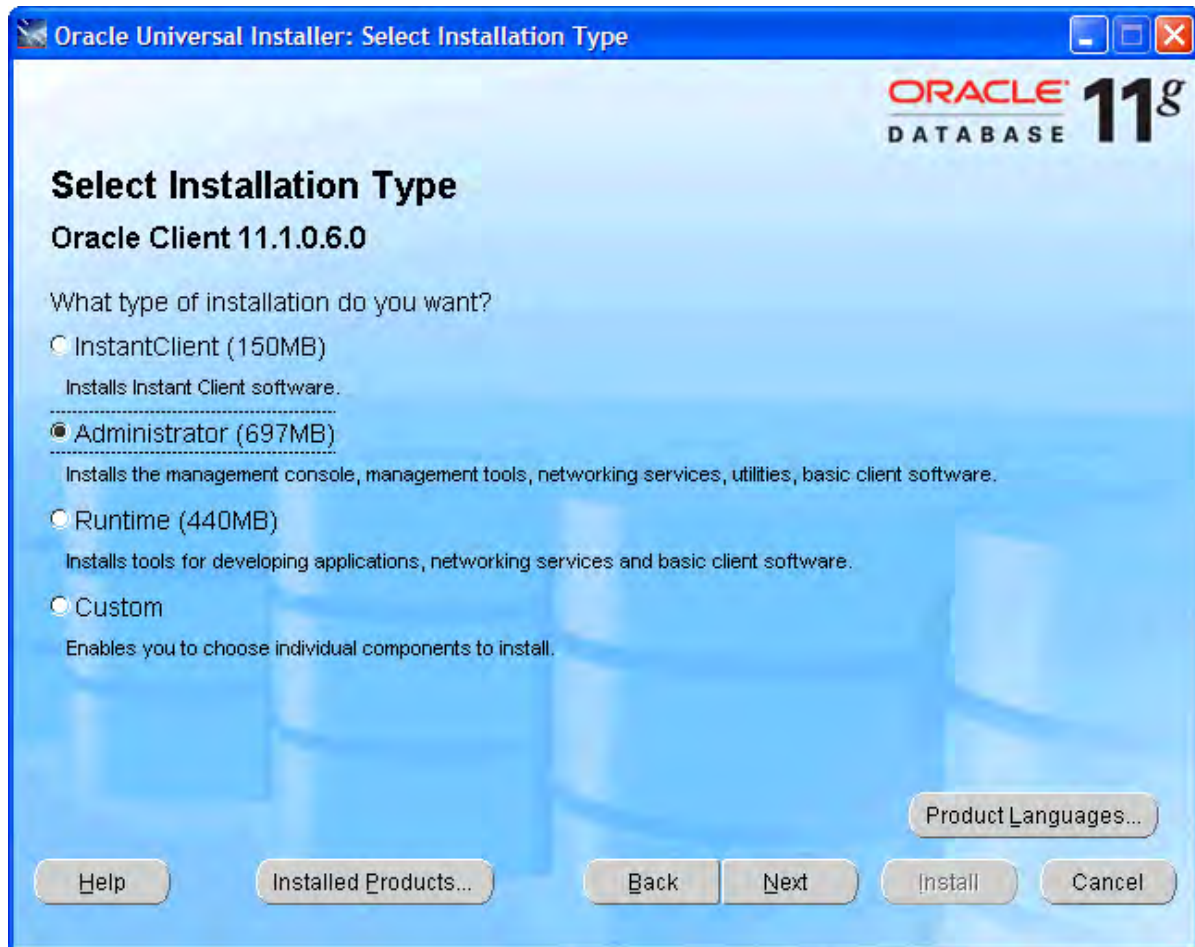 Oracle Universal Installer: Select Installation Type
ORACLE 11g
DATABASE
Select Installation Type
Oracle Client 11.1.0.6.0
What type of installation do you want?
InstantClient (150MB)
Installs Instant Client software.
Administrator (697MB)
Installs the management console, management tools, networking services, utilities, basic client software.
Runtime (440MB)
Installs tools for developing applications, networking services and basic client software.
Custom
Enables you to choose individual components to install.
Product Languages...
Help Installed Products... Back Next Install Cancel